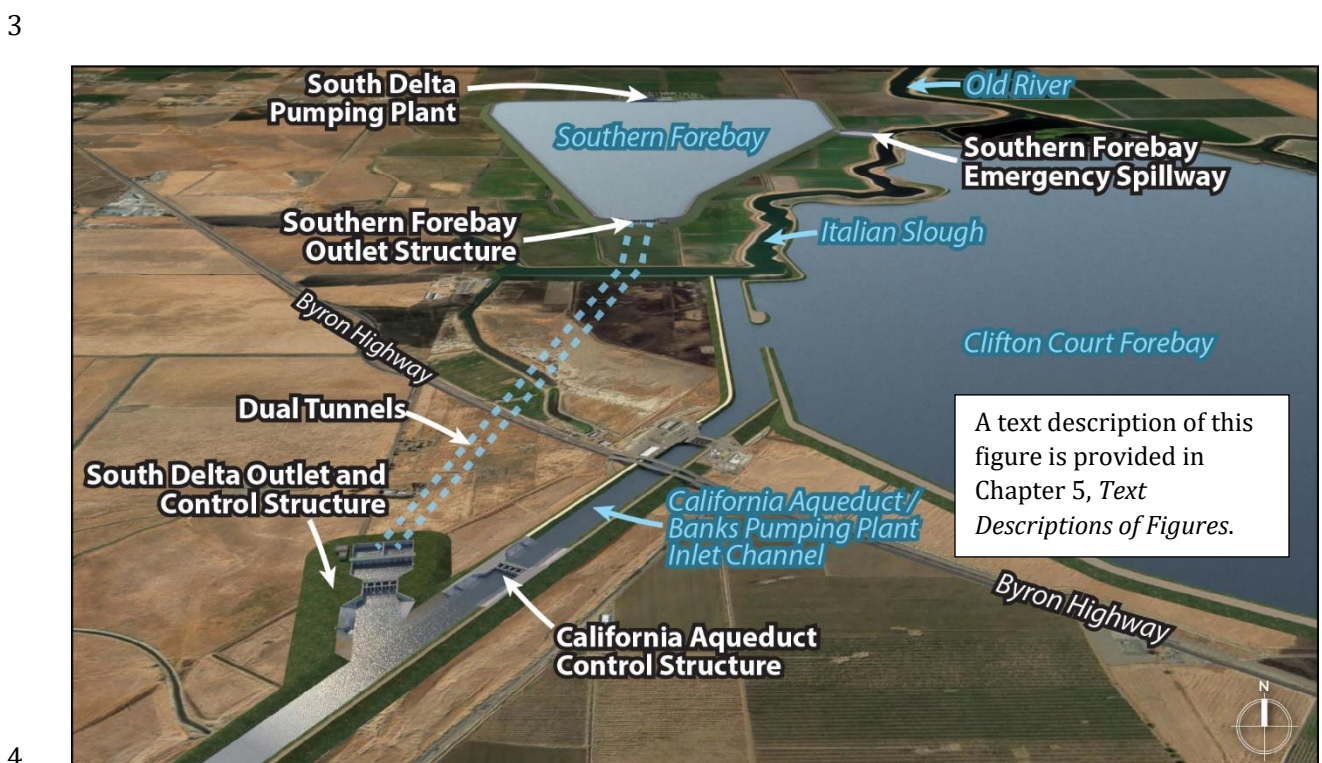 3
South Delta
Pumping Plant
Old River
Southern Forebay
Southern Forebay
Emergency Spillway
Southern Forebay
Outlet Structure
Italian Slough
Byron Highway
Clifton Court Forebay
Dual Tunnels
A text description of this
figure is provided in
Chapter 5, Text
Descriptions of Figures.
South Delta Outlet and
Control Structure
California Aqueduct/
Banks Pumping Plant
Inlet Channel
Byron Highway
California Aqueduct
Control Structure
N
4